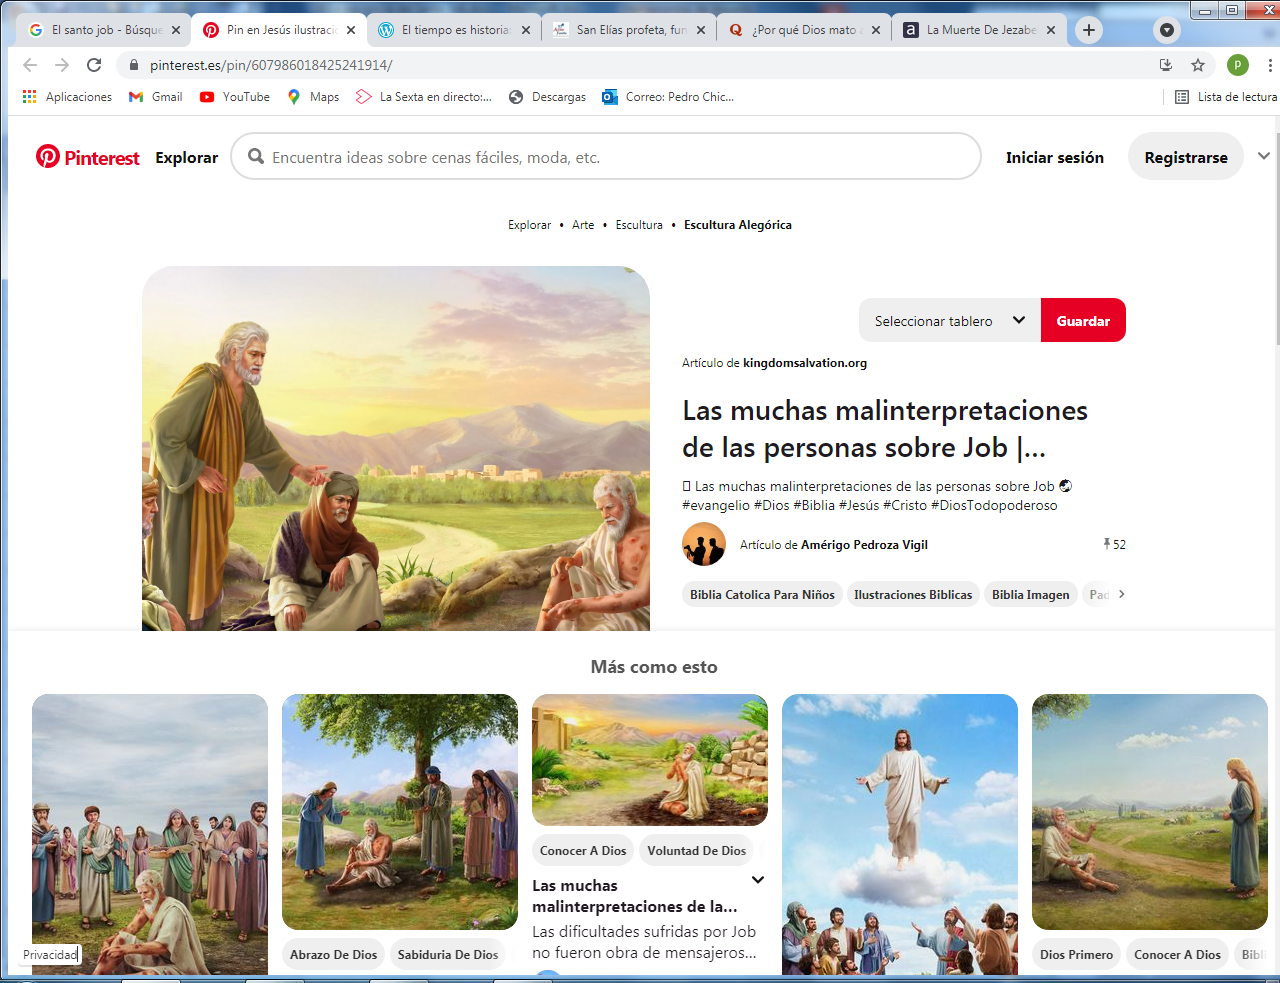 El santo job - Búsque
Pin en Jesús ilustració
El tiempo es historia:
San Elías profeta, fun
¿Por qué Dios mato a
La Muerte De Jezabe
pinterest.es/pin/607986018425241914/
p
Aplicaciones
Gmail
YouTube
Maps
La Sexta en directo:...
Descargas
Correo: Pedro Chic...
Lista de lectura
Pinterest
Explorar
Encuentra ideas sobre cenas fáciles, moda, etc.
Iniciar sesión
Registrarse
Explorar • Arte • Escultura • Escultura Alegórica
Seleccionar tablero
Guardar
Artículo de kingdomsalvation.org
Las muchas malinterpretaciones
de las personas sobre Job |...
Las muchas malinterpretaciones de las personas sobre Job
#evangelio #Dios #Biblia #Jesús #Cristo #DiosTodopoderoso
Artículo de Amérigo Pedroza Vigil
52
Biblia Catolica Para Niños
Ilustraciones Biblicas
Biblia Imagen
Pad
Más como esto
Abrazo De Dios
Sabiduria De Dios
Conocer A Dios
Voluntad De Dios
Las muchas
malinterpretaciones de la...
Las dificultades sufridas por Job
no fueron obra de mensajeros...
Dios Primero
Conocer A Dios
Bibl
Privacidad